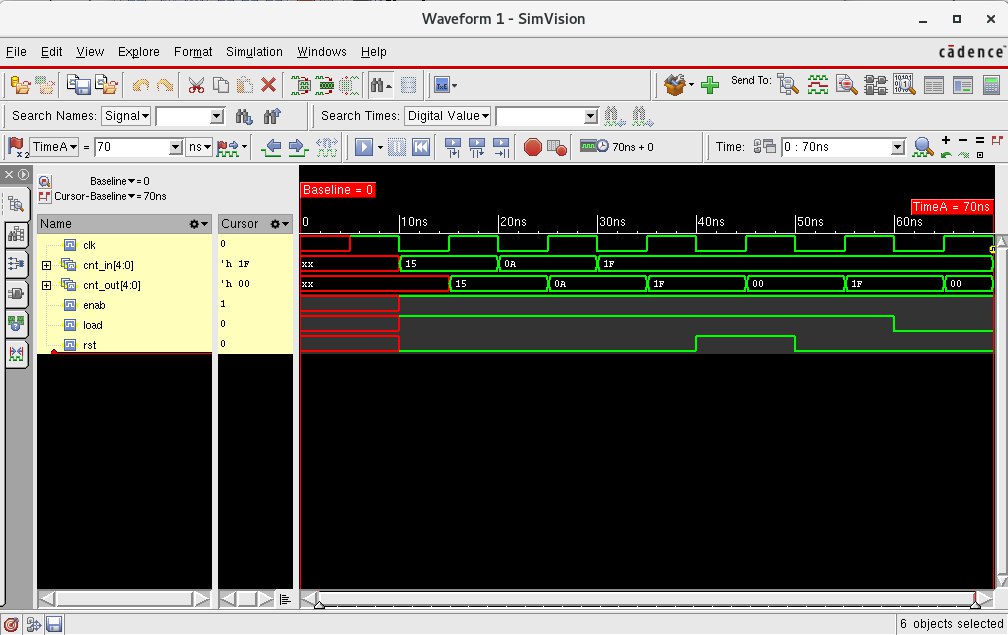 Waveform 1 - SimVision
File Edit View Explore Format Simulation Windows Help
cādence
Send To:
Search Names: Signal Search Times: Digital Value
TimeA = 70 ns 70ns + 0 Time: 0 : 70ns
Baseline = 0
Cursor-Baseline = 70ns
Baseline = 0
TimeA = 70ns
Name Cursor 0 10ns 20ns 30ns 40ns 50ns 60ns
clk 0
cnt_in[4:0] 'h 1F xx 15 0A 1F
cnt_out[4:0] 'h 00 xx 15 0A 1F 00 1F 00
enab 1
load 0
rst 0
6 objects selected